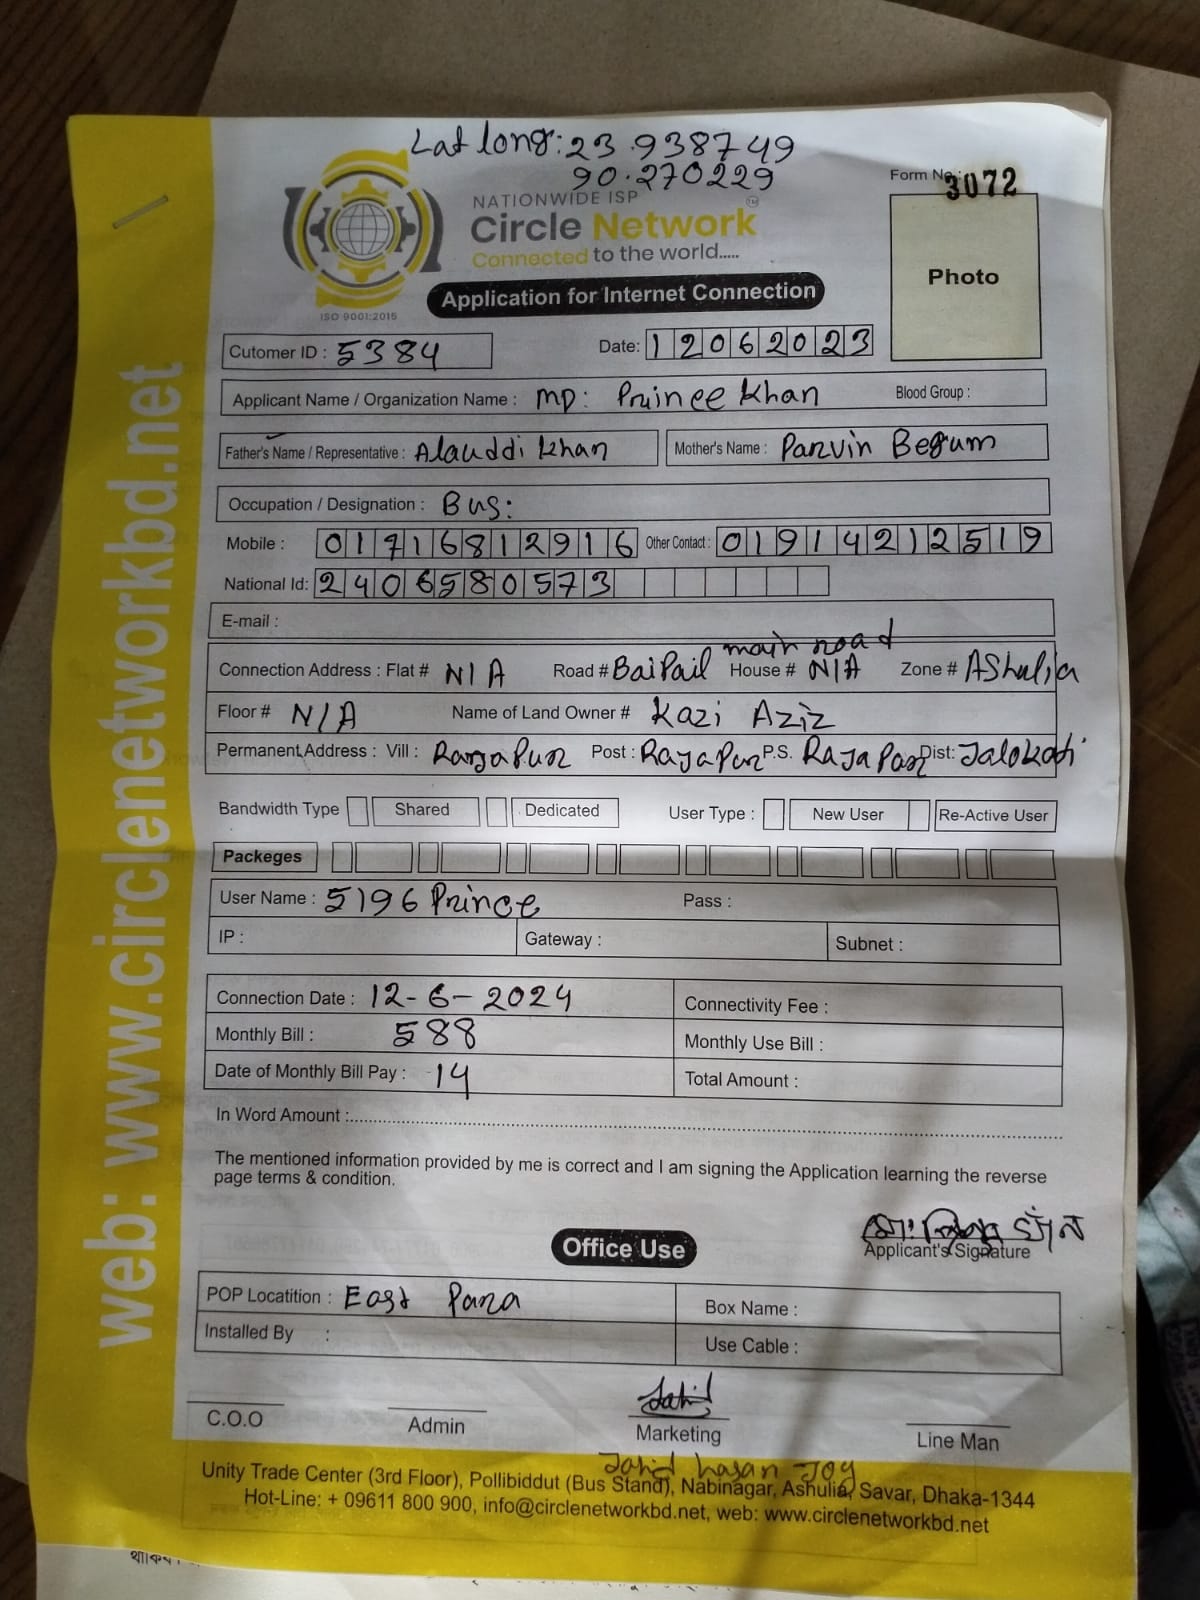 Lat long: 23.938749
90.270229
Form No.: 3072
NATIONWIDE ISP
Circle Network TM
Connected to the world.....
ISO 9001:2015
Application for Internet Connection
Photo
Cutomer ID : 5384
Date: 12062023
Applicant Name / Organization Name : MD: Prince Khan Blood Group :
Father's Name / Representative : Alauddi Khan Mother's Name : Parvin Begum
Occupation / Designation : Bus:
Mobile : 01716812916 Other Contact : 01914212519
National Id: 2406580573
E-mail :
main road
Connection Address : Flat # N/A Road # BaiPail House # N/A Zone # AShulia
Floor # N/A Name of Land Owner # Kazi Aziz
Permanent Address : Vill : RajaPur Post : RajaPur P.S. RaJaPar Dist: Jalokati
Bandwidth Type Shared Dedicated User Type : New User Re-Active User
Packeges
User Name : 5196 Prince Pass :
IP : Gateway : Subnet :
Connection Date : 12-6-2024 Connectivity Fee :
Monthly Bill : 588 Monthly Use Bill :
Date of Monthly Bill Pay : 14 Total Amount :
In Word Amount :
The mentioned information provided by me is correct and I am signing the Application learning the reverse
page terms & condition.
মোঃ প্রিন্স খাঁন
Applicant's Signature
Office Use
POP Locatition : East Para Box Name :
Installed By : Use Cable :
Jahid
C.O.O Admin Marketing Line Man
Jahid hasan Joy
Unity Trade Center (3rd Floor), Pollibiddut (Bus Stand), Nabinagar, Ashulia, Savar, Dhaka-1344
Hot-Line: + 09611 800 900, info@circlenetworkbd.net, web: www.circlenetworkbd.net
web: www.circlenetworkbd.net